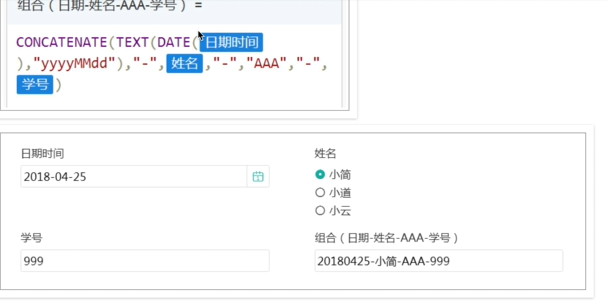 组合（日期-姓名-AAA-学号）=
CONCATENATE(TEXT(DATE(日期时间
),"yyyyMMdd"),"-",姓名,"-","AAA","-",
学号)
日期时间
2018-04-25
姓名
小简
小道
小云
学号
999
组合（日期-姓名-AAA-学号）
20180425-小简-AAA-999